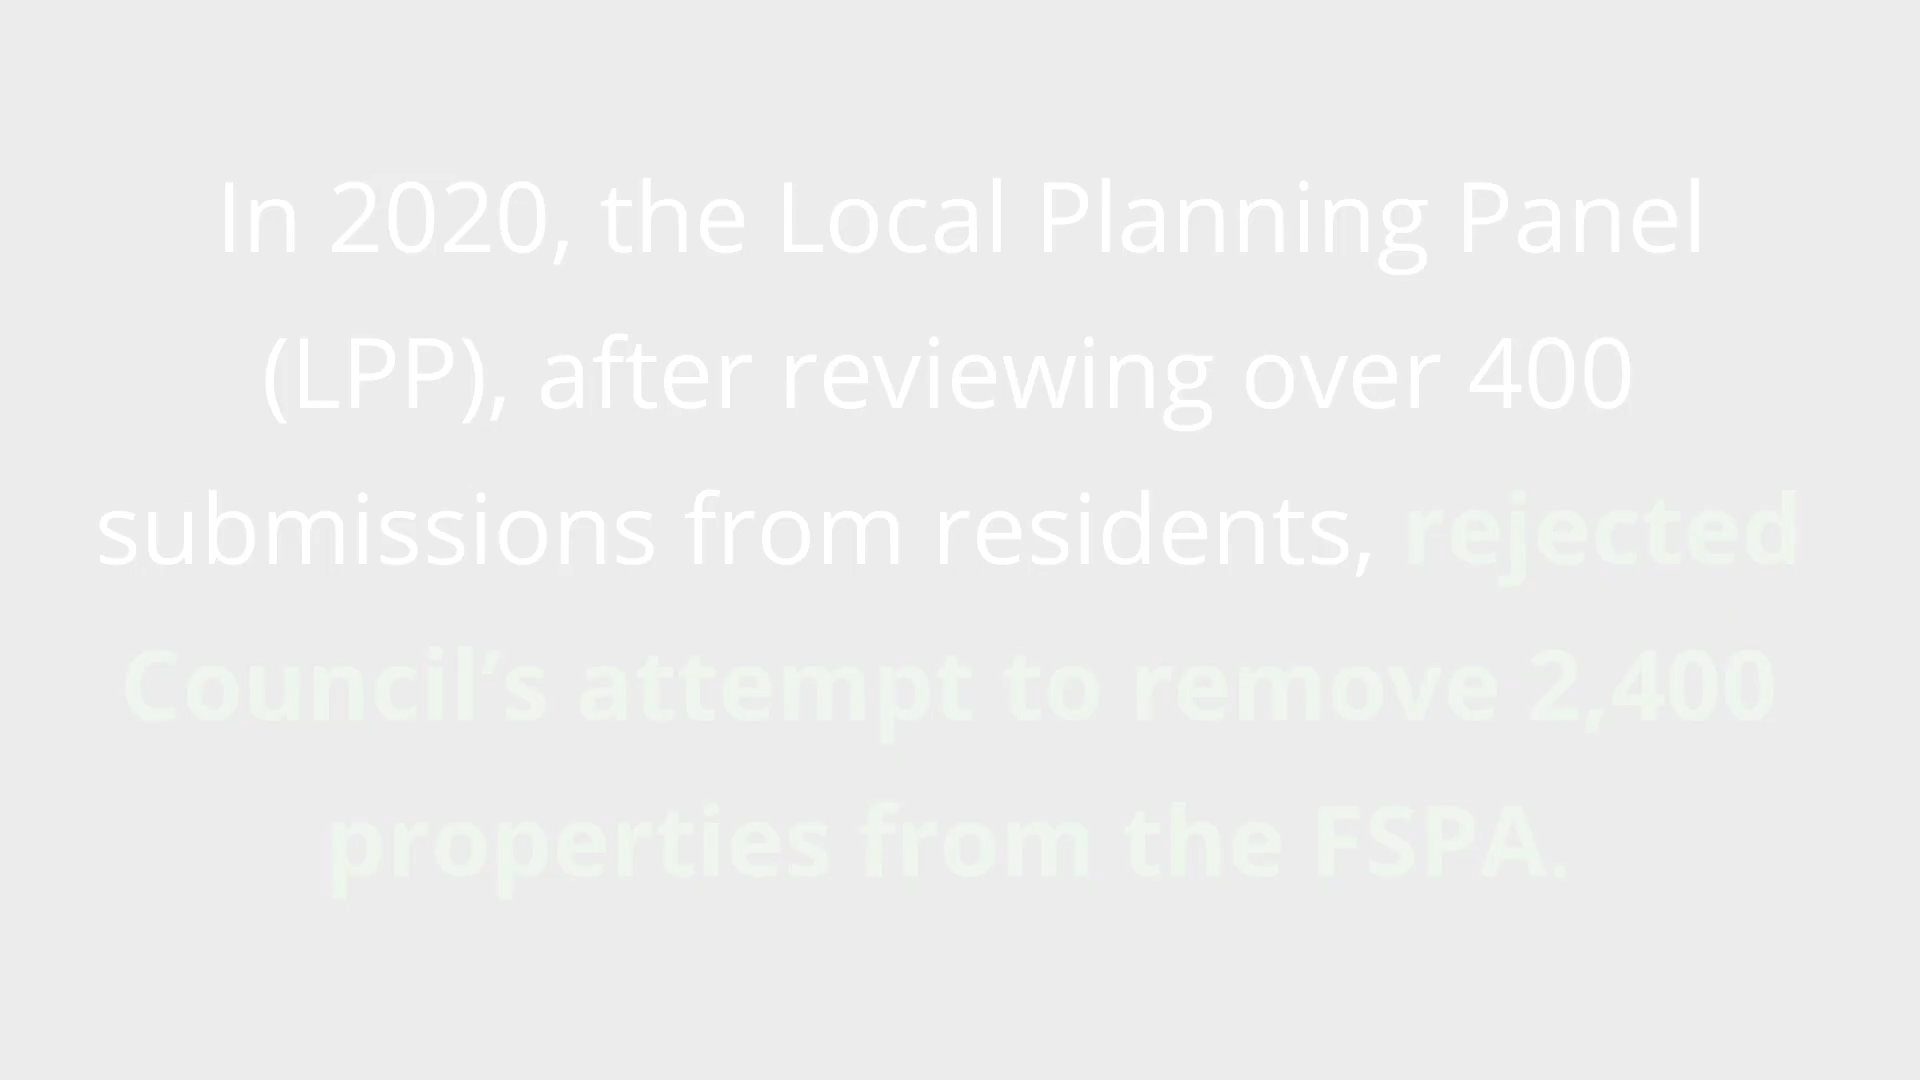 In 2020, the Local Planning Panel
(LPP), after reviewing over 400
submissions from residents, rejected
Council’s attempt to remove 2,400
properties from the FSPA.